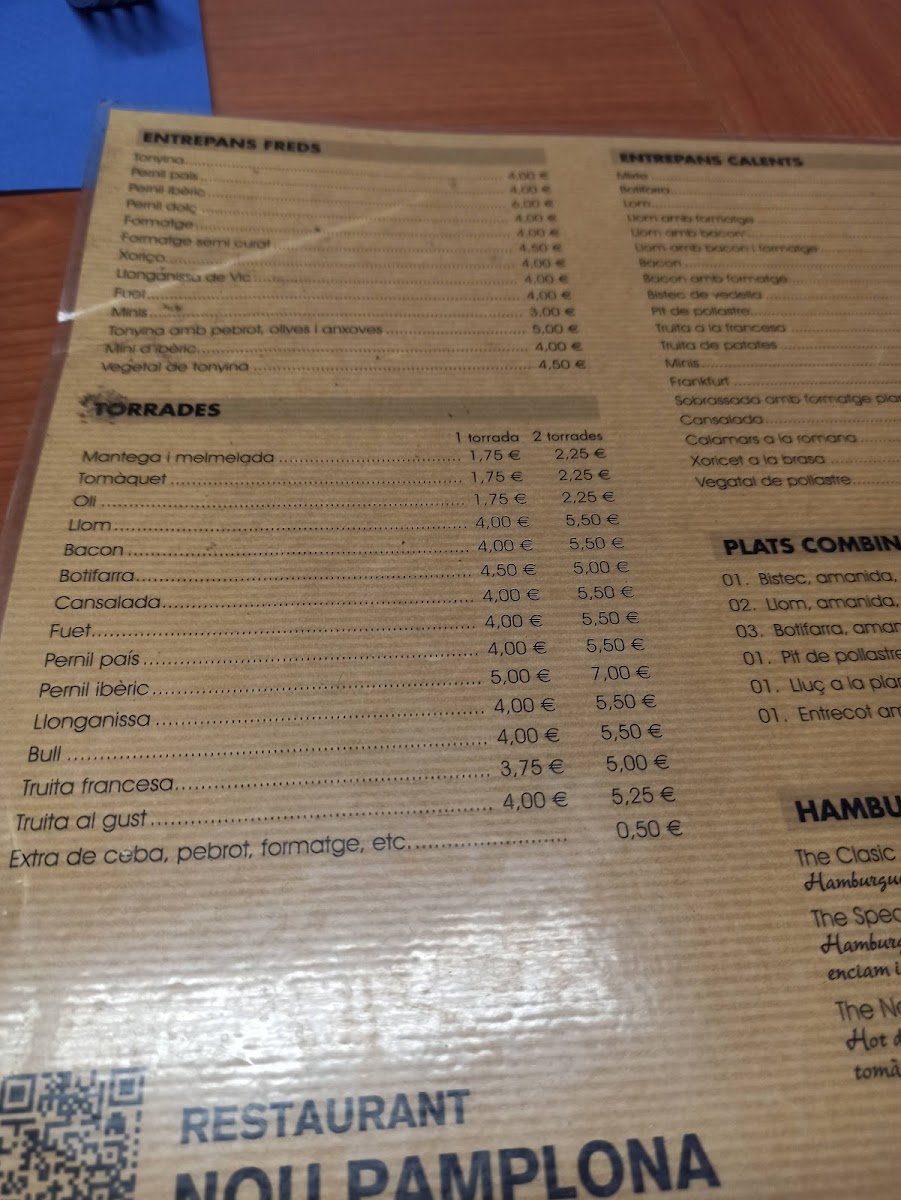 ENTREPANS FREDS
Tonyina 4,00 €
Pernil país 4,00 €
Pernil ibèric 6,00 €
Pernil dolç 4,00 €
Formatge 4,00 €
Formatge semi curat 4,50 €
Xoriço 4,00 €
Llonganissa de Vic 4,00 €
Fuet 4,00 €
Minis 3,00 €
Tonyina amb pebrot, olives i anxoves 5,00 €
Mini d'ibèric 4,00 €
Vegetal de tonyina 4,50 €
TORRADES
1 torrada 2 torrades
Mantega i melmelada 1,75 € 2,25 €
Tomàquet 1,75 € 2,25 €
Oli 1,75 € 2,25 €
Llom 4,00 € 5,50 €
Bacon 4,00 € 5,50 €
Botifarra 4,50 € 5,00 €
Cansalada 4,00 € 5,50 €
Fuet 4,00 € 5,50 €
Pernil país 4,00 € 5,50 €
Pernil ibèric 5,00 € 7,00 €
Llonganissa 4,00 € 5,50 €
Bull 4,00 € 5,50 €
Truita francesa 3,75 € 5,00 €
Truita al gust 4,00 € 5,25 €
Extra de ceba, pebrot, formatge, etc. 0,50 €
RESTAURANT
NOU PAMPLONA
ENTREPANS CALENTS
Botifarra
Llom
Llom amb formatge
Llom amb bacon
Llom amb bacon i formatge
Bacon
Bacon amb formatge
Bistec de vedella
Pit de pollastre
Truita a la francesa
Truita de patates
Minis
Frankfurt
Sobrassada amb formatge
Cansalada
Calamars a la romana
Xoricet a la brasa
Vegatal de pollastre
PLATS COMBIN
01. Bistec, amanida,
02. Llom, amanida,
03. Botifarra, aman
01. Pit de pollastre
01. Lluç a la plan
01. Entrecot am
HAMBU
The Clasic
Hamburgu
The Spec
Hamburg
enciam i
The N
Hot d
tomà